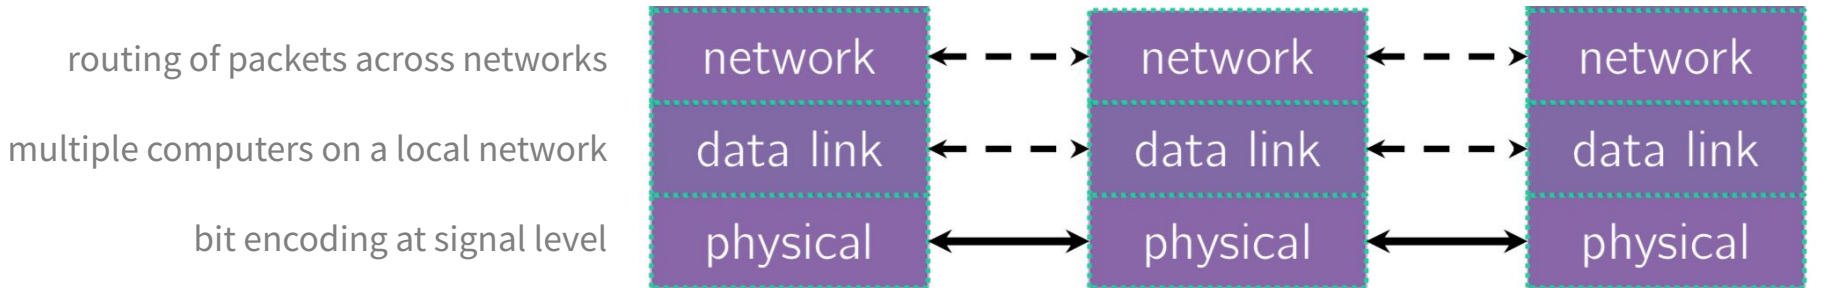 routing of packets across networks network network network
multiple computers on a local network data link data link data link
bit encoding at signal level physical physical physical